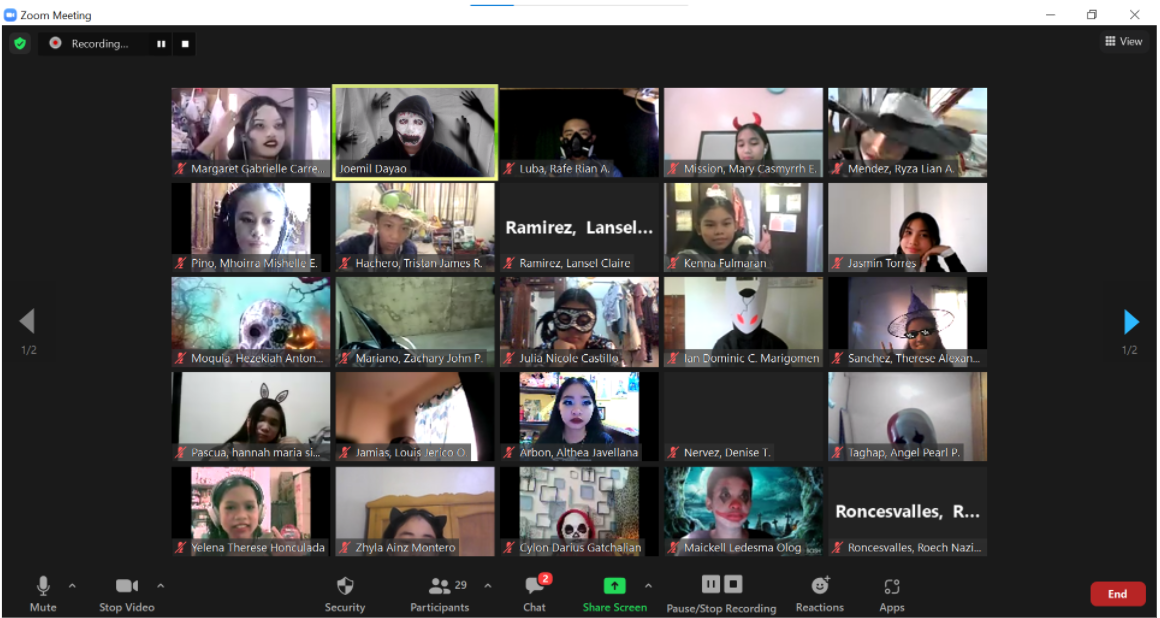 Zoom Meeting
Recording...
View
Margaret Gabrielle Carre...
Joemil Dayao
Luba, Rafe Rian A.
Mission, Mary Casmyrrh E.
Mendez, Ryza Lian A.
Pino, Mhoirra Mishelle E.
Hachero, Tristan James R.
Ramirez, Lansel...
Ramirez, Lansel Claire
Kenna Fulmaran
Jasmin Torres
1/2
1/2
Moquia, Hezekiah Anton...
Mariano, Zachary John P.
Julia Nicole Castillo
Ian Dominic C. Marigomen
Sanchez, Therese Alexan...
Pascua, hannah maria si...
Jamias, Louis Jerico O.
Arbon, Althea Javellana
Nervez, Denise T.
Taghap, Angel Pearl P.
Yelena Therese Honculada
Zhyla Ainz Montero
Cylon Darius Gatchalian
Maickell Ledesma Olog
Roncesvalles, R...
Roncesvalles, Roech Nazi...
29
2
Mute
Stop Video
Security
Participants
Chat
Share Screen
Pause/Stop Recording
Reactions
Apps
End